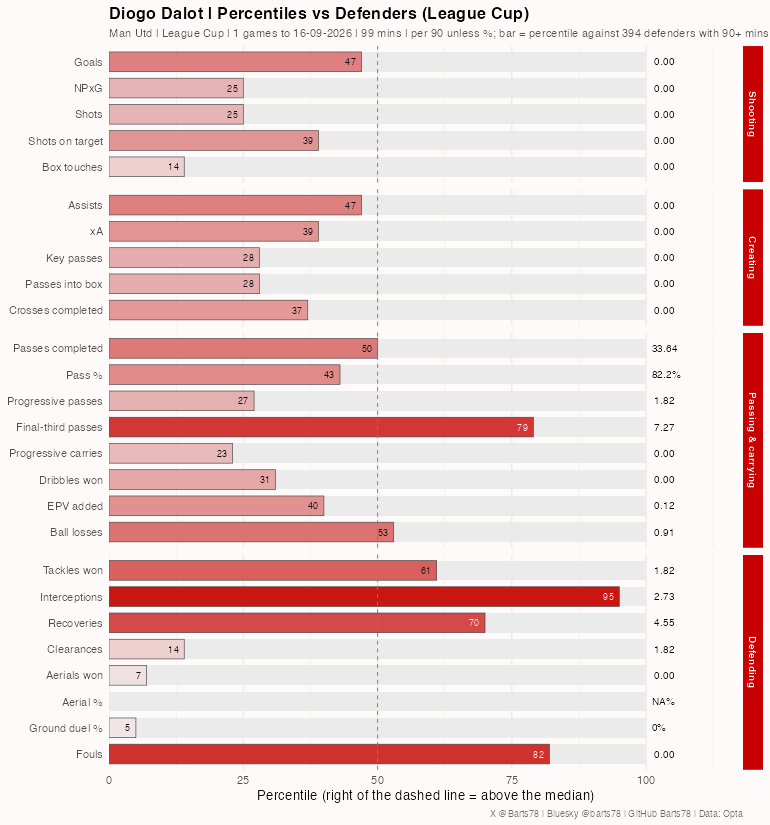 Diogo Dalot | Percentiles vs Defenders (League Cup)
Man Utd | League Cup | 1 games to 16-09-2026 | 99 mins | per 90 unless %; bar = percentile against 394 defenders with 90+ mins
Goals 47 0.00
NPxG 25 0.00
Shots 25 0.00
Shots on target 39 0.00
Box touches 14 0.00
Shooting
Assists 47 0.00
xA 39 0.00
Key passes 28 0.00
Passes into box 28 0.00
Crosses completed 37 0.00
Creating
Passes completed 50 33.64
Pass % 43 82.2%
Progressive passes 27 1.82
Final-third passes 79 7.27
Progressive carries 23 0.00
Dribbles won 31 0.00
EPV added 40 0.12
Ball losses 53 0.91
Passing & carrying
Tackles won 61 1.82
Interceptions 95 2.73
Recoveries 70 4.55
Clearances 14 1.82
Aerials won 7 0.00
Aerial % NA%
Ground duel % 5 0%
Fouls 82 0.00
Defending
0 25 50 75 100
Percentile (right of the dashed line = above the median)
X @Barts78 | Bluesky @barts78 | GitHub Barts78 | Data: Opta